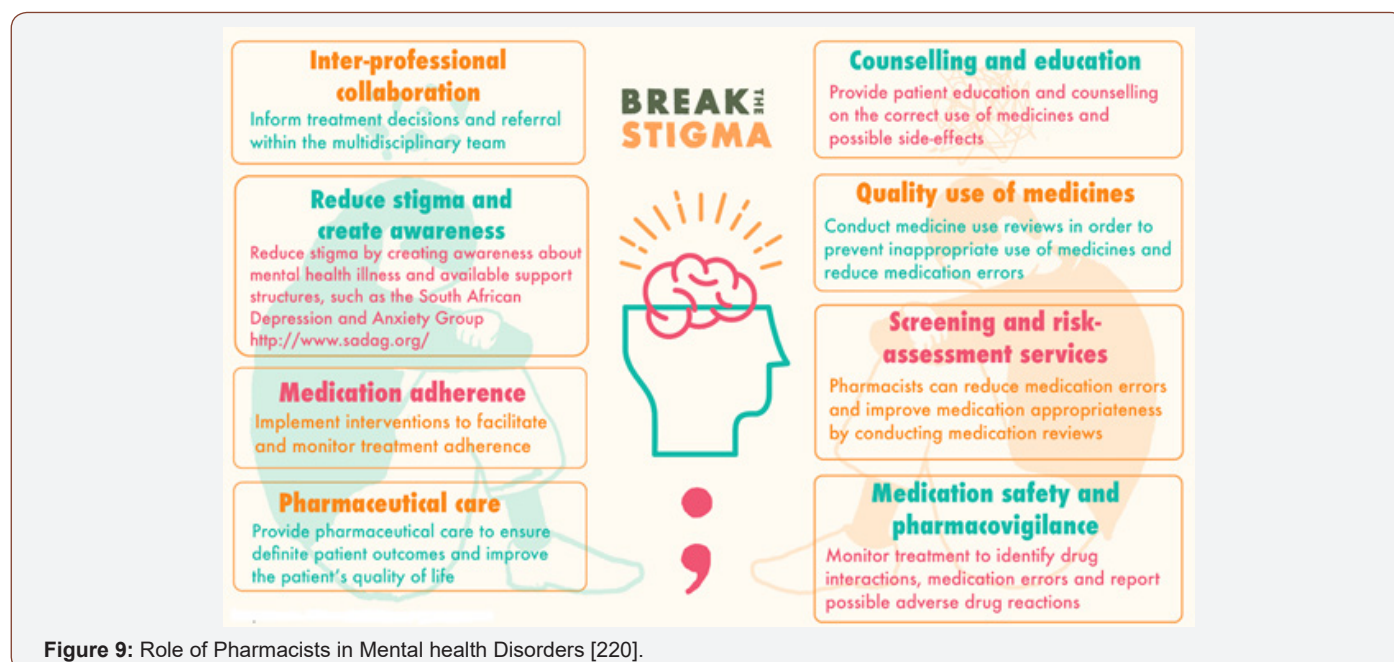 Inter-professional
collaboration
Inform treatment decisions and referral
within the multidisciplinary team
Reduce stigma and
create awareness
Reduce stigma by creating awareness about
mental health illness and available support
structures, such as the South African
Depression and Anxiety Group
http://www.sadag.org/
Medication adherence
Implement interventions to facilitate
and monitor treatment adherence
Pharmaceutical care
Provide pharmaceutical care to ensure
definite patient outcomes and improve
the patient's quality of life
BREAK THE
STIGMA
;
Counselling and education
Provide patient education and counselling
on the correct use of medicines and
possible side-effects
Quality use of medicines
Conduct medicine use reviews in order to
prevent inappropriate use of medicines and
reduce medication errors
Screening and risk-
assessment services
Pharmacists can reduce medication errors
and improve medication appropriateness
by conducting medication reviews
Medication safety and
pharmacovigilance
Monitor treatment to identify drug
interactions, medication errors and report
possible adverse drug reactions
Figure 9: Role of Pharmacists in Mental health Disorders [220].